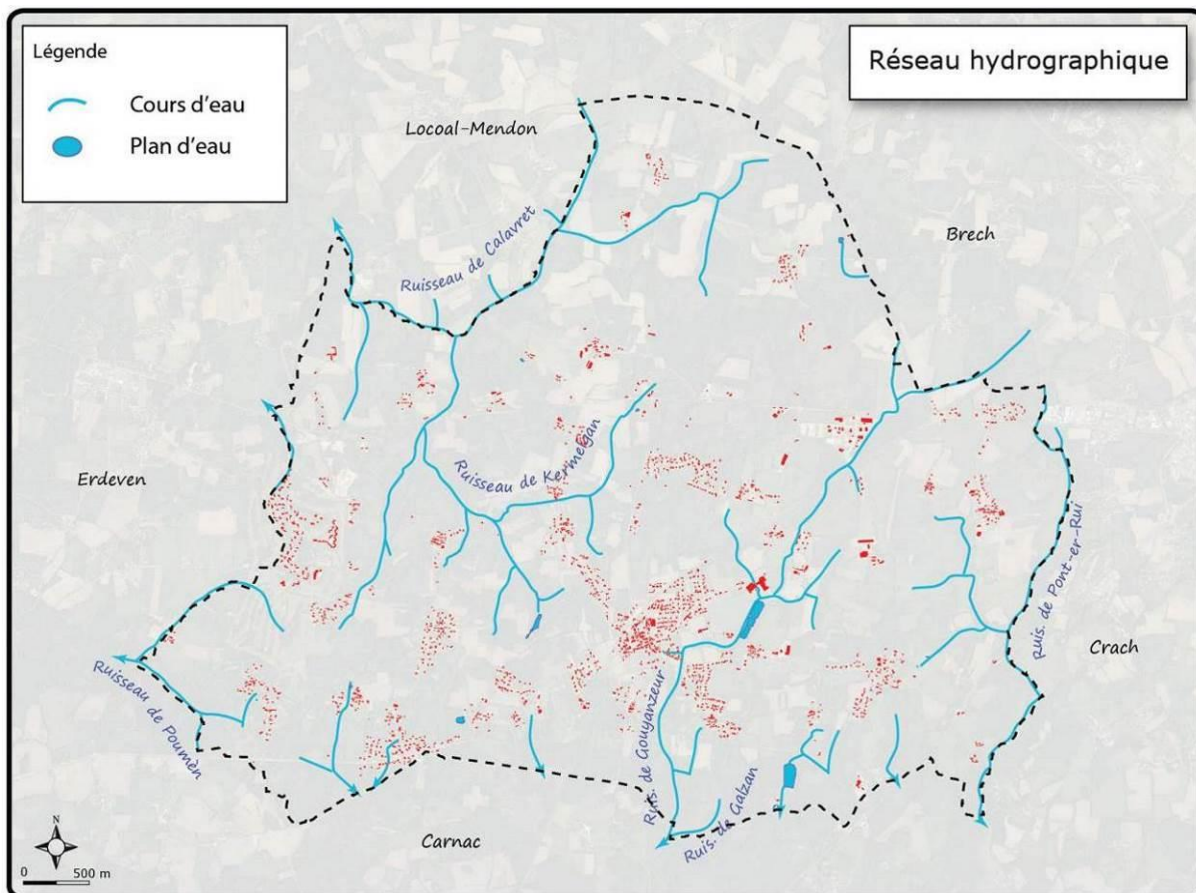 Légende
Cours d'eau
Plan d'eau
Réseau hydrographique
Locoal-Mendon
Brech
Ruisseau de Calavret
Erdeven
Ruisseau de Kermelgan
Ruis. de Pont-er-Rui
Crach
Ruisseau de Poumèn
Ruis. de Gouyanzeur
Ruis. de Galzan
Carnac
N
0 500 m